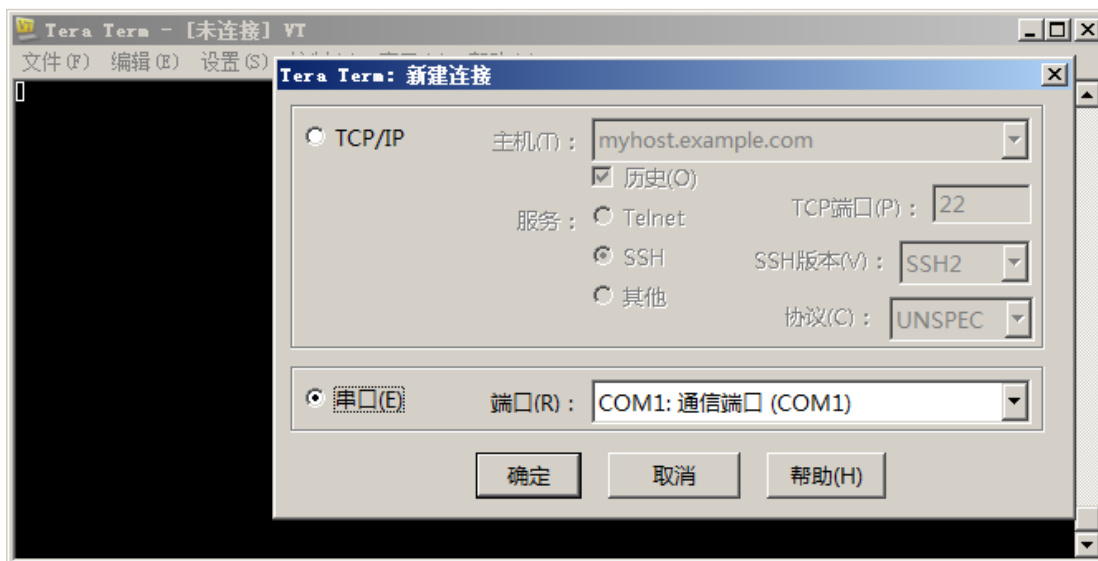 Tera Term - [未连接] VT
文件(F) 编辑(E) 设置(S)
Tera Term: 新建连接
TCP/IP 主机(T)： myhost.example.com
历史(O)
服务： Telnet TCP端口(P)： 22
SSH SSH版本(V)： SSH2
其他 协议(C)： UNSPEC
串口(E) 端口(R)： COM1: 通信端口 (COM1)
确定 取消 帮助(H)